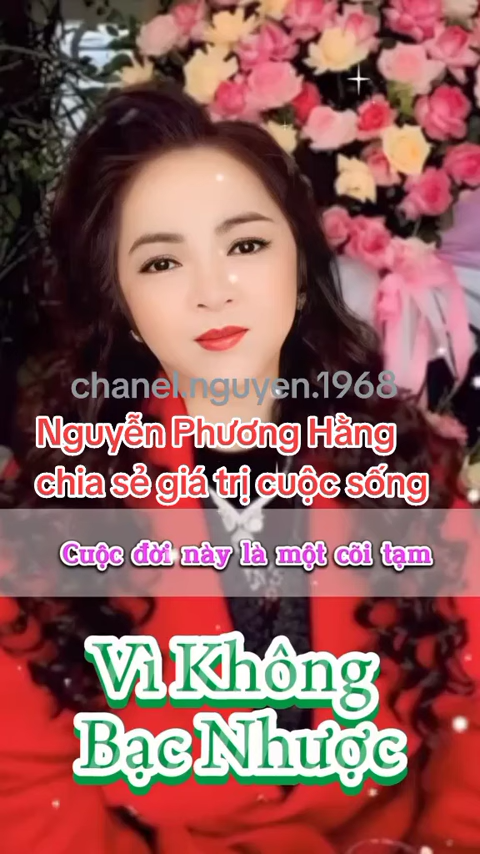 chanel.nguyen.1968
Nguyễn Phương Hằng
chia sẻ giá trị cuộc sống
Cuộc đời này là một cõi tạm
Vì Không
Bạc Nhược